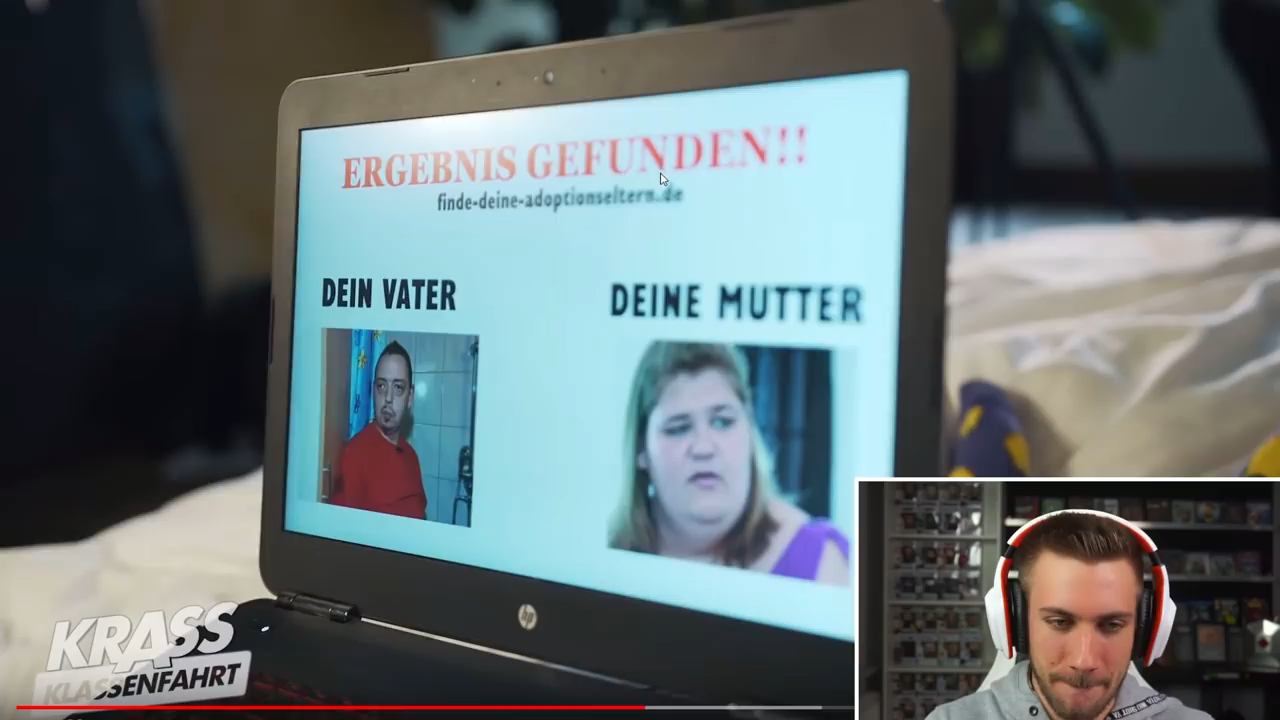 ERGEBNIS GEFUNDEN!!
finde-deine-adoptionseltern.de
DEIN VATER
DEINE MUTTER
hp
KRASS
KLASSENFAHRT